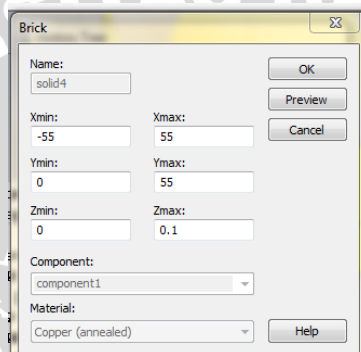 Brick
Name:
solid4
OK
Preview
Cancel
Xmin:
Xmax:
-55
55
Ymin:
Ymax:
0
55
Zmin:
Zmax:
0
0.1
Component:
component1
Material:
Copper (annealed)
Help